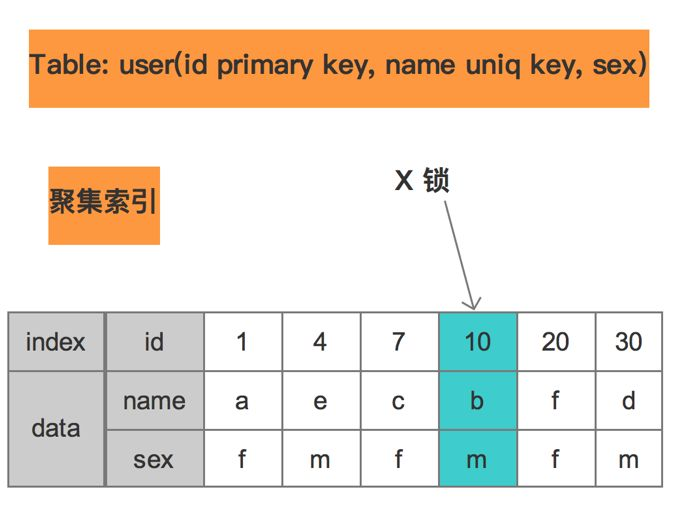 Table: user(id primary key, name uniq key, sex)
聚集索引
X 锁
index id 1 4 7 10 20 30
data
name a e c b f d
sex f m f m f m